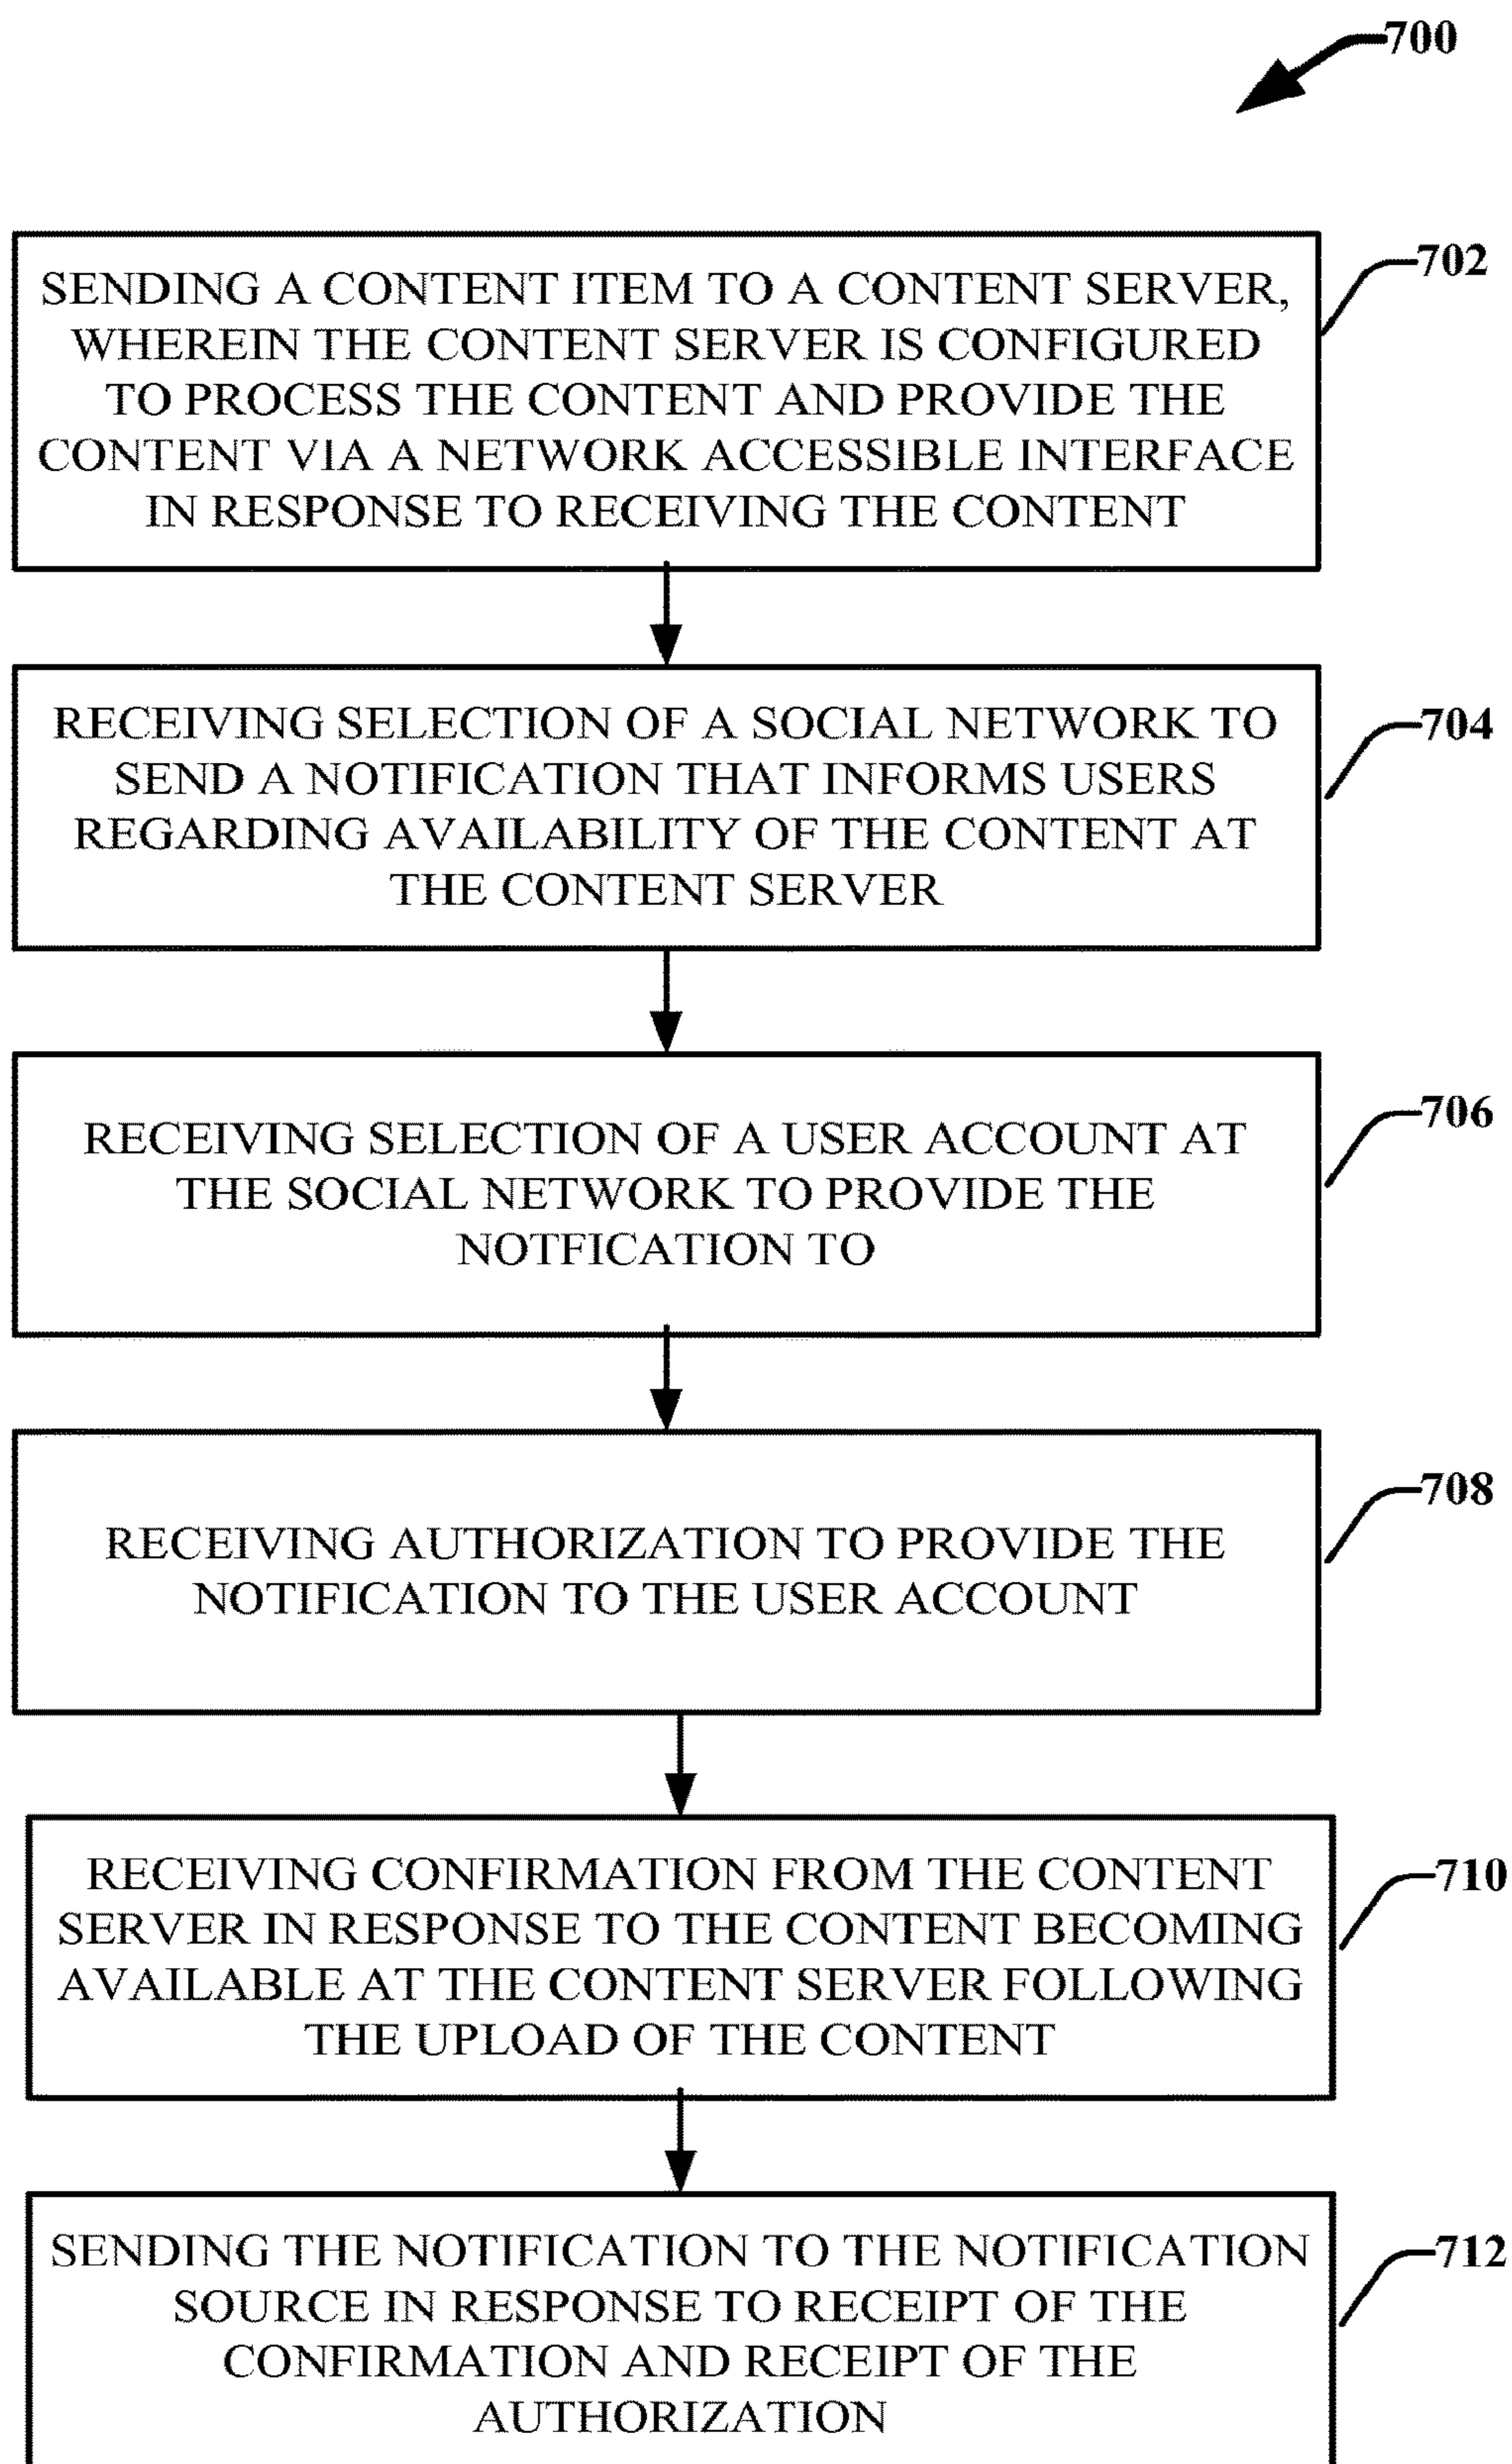 700
SENDING A CONTENT ITEM TO A CONTENT SERVER,
WHEREIN THE CONTENT SERVER IS CONFIGURED
TO PROCESS THE CONTENT AND PROVIDE THE
CONTENT VIA A NETWORK ACCESSIBLE INTERFACE
IN RESPONSE TO RECEIVING THE CONTENT
702
RECEIVING SELECTION OF A SOCIAL NETWORK TO
SEND A NOTIFICATION THAT INFORMS USERS
REGARDING AVAILABILITY OF THE CONTENT AT
THE CONTENT SERVER
704
RECEIVING SELECTION OF A USER ACCOUNT AT
THE SOCIAL NETWORK TO PROVIDE THE
NOTFICATION TO
706
RECEIVING AUTHORIZATION TO PROVIDE THE
NOTIFICATION TO THE USER ACCOUNT
708
RECEIVING CONFIRMATION FROM THE CONTENT
SERVER IN RESPONSE TO THE CONTENT BECOMING
AVAILABLE AT THE CONTENT SERVER FOLLOWING
THE UPLOAD OF THE CONTENT
710
SENDING THE NOTIFICATION TO THE NOTIFICATION
SOURCE IN RESPONSE TO RECEIPT OF THE
CONFIRMATION AND RECEIPT OF THE
AUTHORIZATION
712